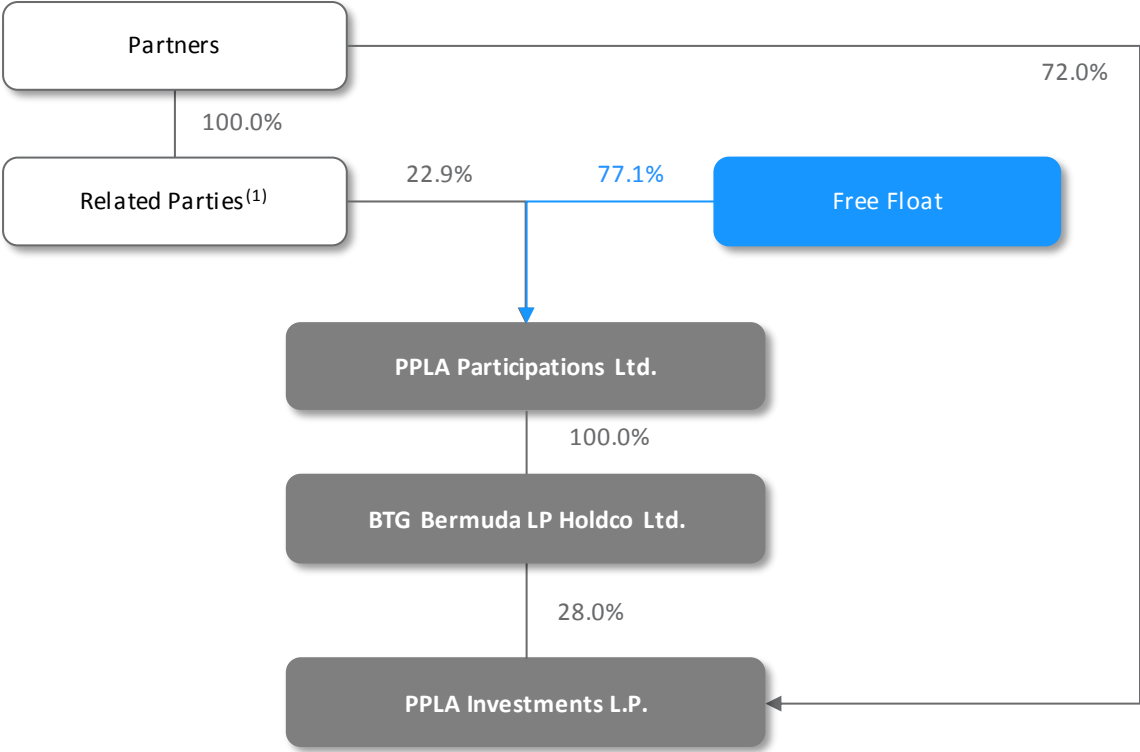 Partners
72.0%
100.0%
Related Parties(1)
22.9%
77.1%
Free Float
PPLA Participations Ltd.
100.0%
BTG Bermuda LP Holdco Ltd.
28.0%
PPLA Investments L.P.